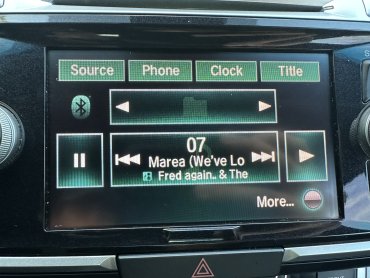 Source Phone Clock Title
07
Marea (We've Lo
Fred again.. & The
More...